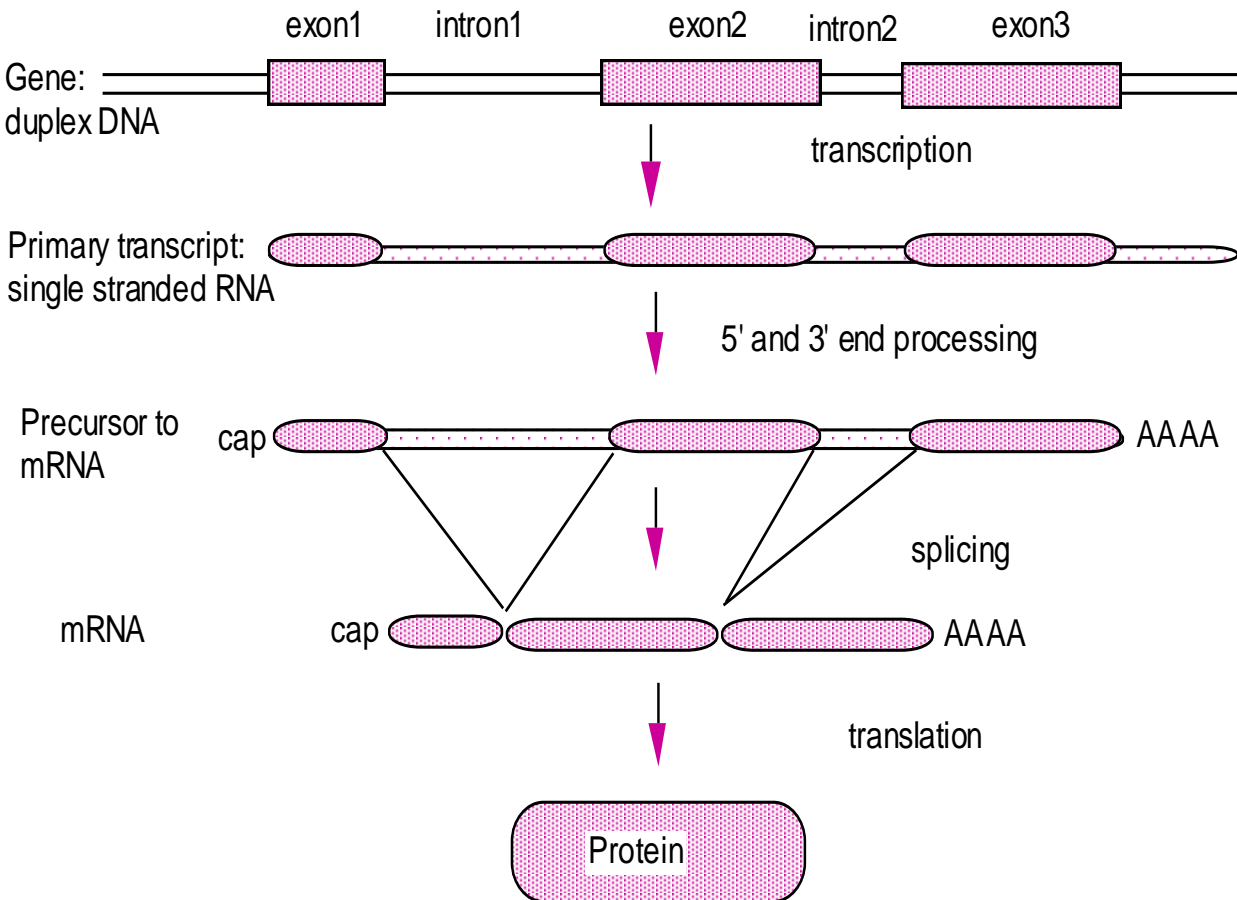 exon1 intron1 exon2 intron2 exon3
Gene:
duplex DNA
transcription
Primary transcript:
single stranded RNA
5' and 3' end processing
Precursor to
mRNA
cap AAAA
splicing
mRNA cap AAAA
translation
Protein